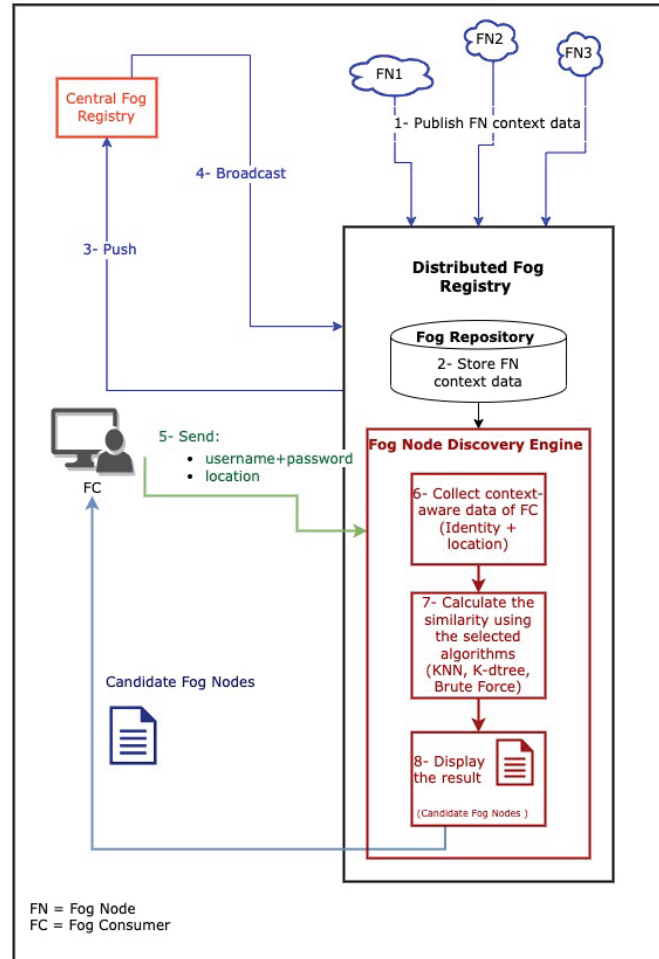 FN1
FN2
FN3
1- Publish FN context data
Central Fog
Registry
4- Broadcast
3- Push
Distributed Fog
Registry
Fog Repository
2- Store FN
context data
5- Send:
• username+password
• location
FC
Fog Node Discovery Engine
6- Collect context-
aware data of FC
(Identity +
location)
7- Calculate the
similarity using
the selected
algorithms
(KNN, K-dtree,
Brute Force)
Candidate Fog Nodes
8- Display
the result
(Candidate Fog Nodes )
FN = Fog Node
FC = Fog Consumer